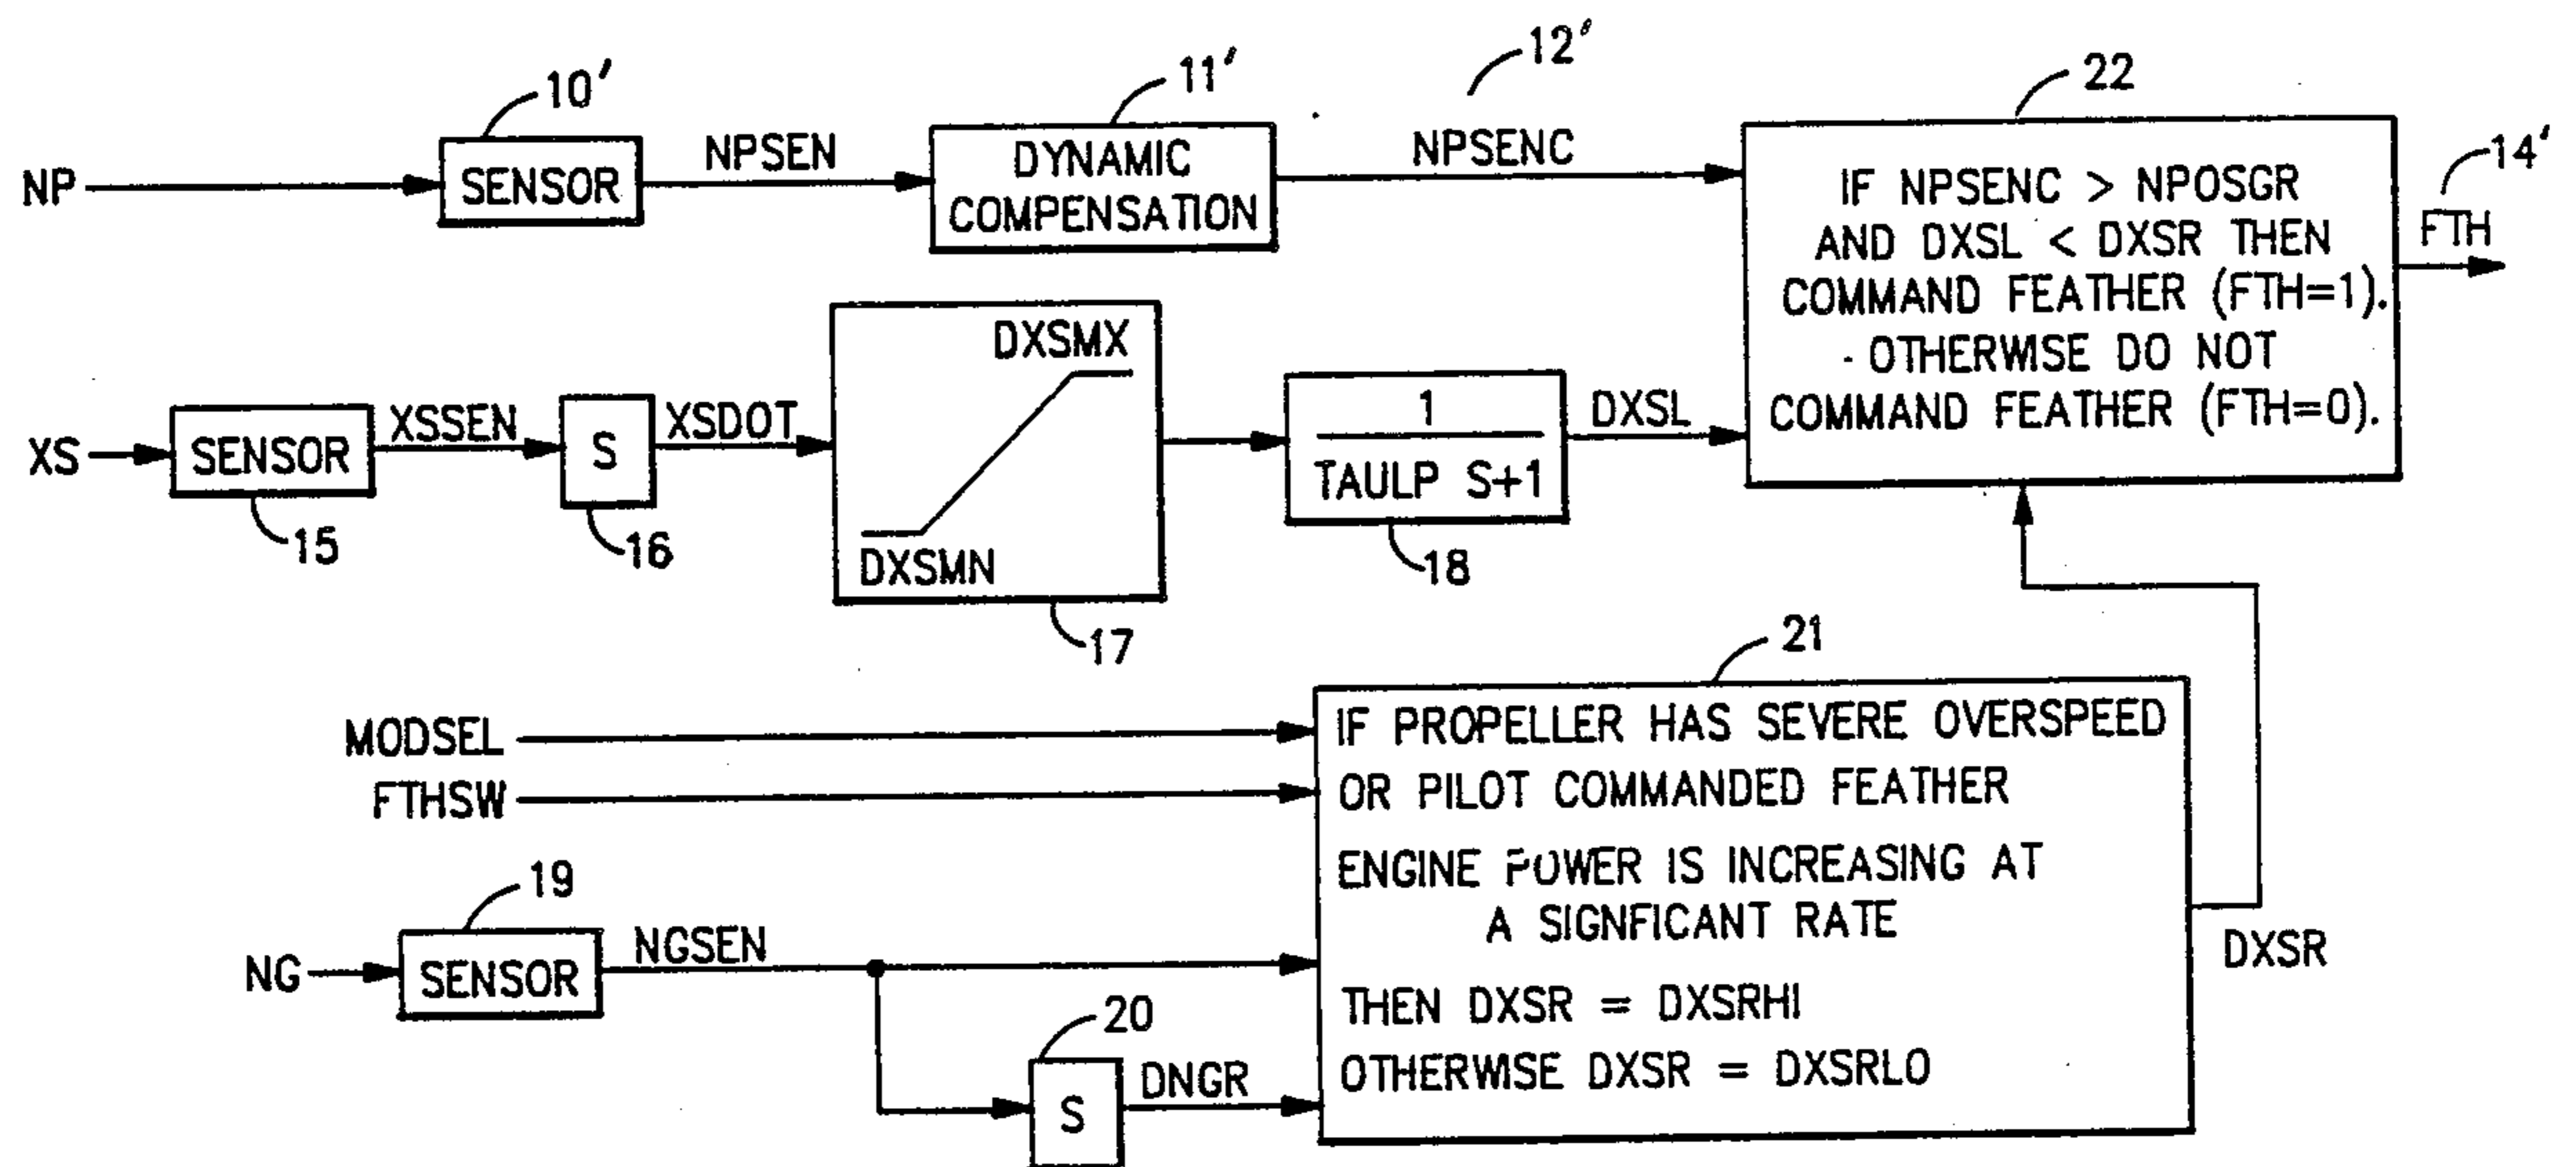 12'
22
10'
11'
14'
NP
SENSOR
NPSEN
DYNAMIC
COMPENSATION
NPSENC
IF NPSENC > NPOSGR
AND DXSL < DXSR THEN
COMMAND FEATHER (FTH=1).
OTHERWISE DO NOT
COMMAND FEATHER (FTH=0).
FTH
XS
SENSOR
XSSEN
S
XSDOT
DXSMX
DXSMN
1
TAULP S+1
DXSL
15
16
17
18
21
MODSEL
FTHSW
IF PROPELLER HAS SEVERE OVERSPEED
OR PILOT COMMANDED FEATHER
ENGINE POWER IS INCREASING AT
A SIGNFICANT RATE
THEN DXSR = DXSRHI
OTHERWISE DXSR = DXSRLO
DXSR
19
NG
SENSOR
NGSEN
20
S
DNGR